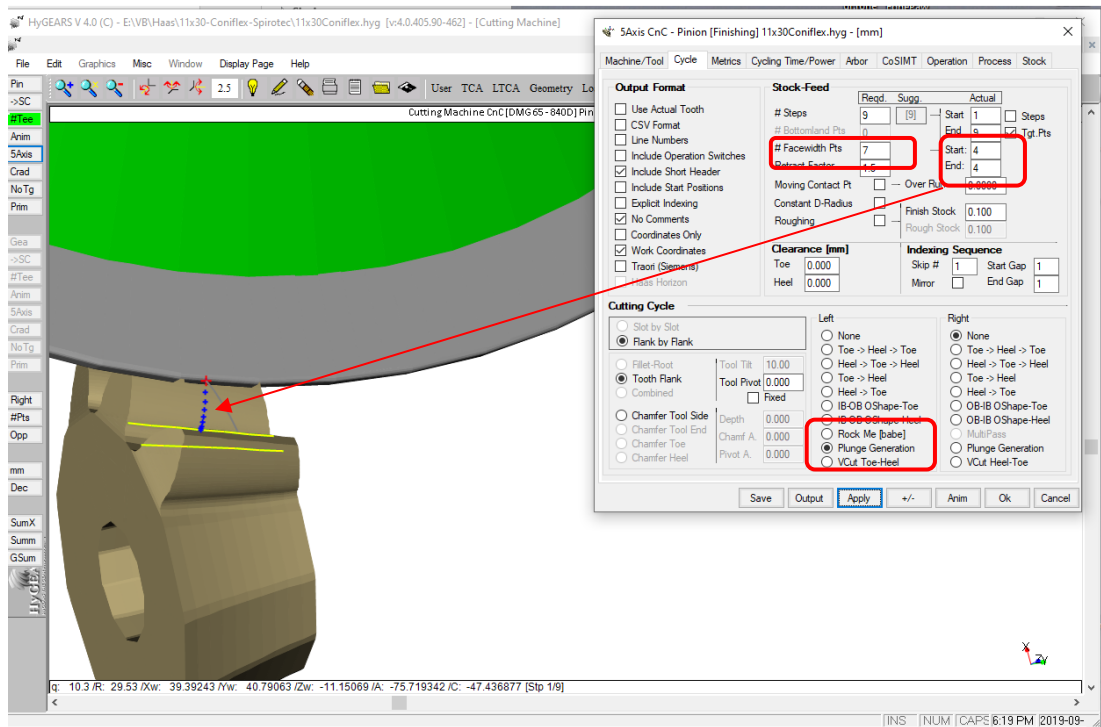 HyGEARS V 4.0 (C) - E:\VB\Haas\11x30-Coniflex-Spirotec\11x30Coniflex.hyg [v:4.0.405.90-462] - [Cutting Machine]
File Edit Graphics Misc Window Display Page Help
2.5 User TCA LTCA Geometry
Cutting Machine CnC [DMG 65 - 840D]
Pin
->SC
#Tee
Anim
5Axis
Crad
NoTg
Prim
Gea
->SC
#Tee
Anim
5Axis
Crad
NoTg
Prim
Right
#Pts
Opp
mm
Dec
SumX
Summ
GSum
HyGEA
5Axis CnC - Pinion [Finishing] 11x30Coniflex.hyg - [mm]
Machine/Tool Cycle Metrics Cycling Time/Power Arbor CoSIMT Operation Process Stock
Output Format
Use Actual Tooth
CSV Format
Line Numbers
Include Operation Switches
Include Short Header
Include Start Positions
Explicit Indexing
No Comments
Coordinates Only
Work Coordinates
Traori (Siemens)
Haas Horizon
Stock-Feed
Reqd. Sugg. Actual
# Steps 9 [9] Start 1 Steps
# Bottomland Pts 0 End 9 Tgt.Pts
# Facewidth Pts 7 Start: 4
Retract Factor 1.5 End: 4
Moving Contact Pt Over 0.0000
Constant D-Radius
Roughing Finish Stock 0.100
Rough Stock 0.100
Clearance [mm]
Toe 0.000
Heel 0.000
Indexing Sequence
Skip # 1 Start Gap 1
Mirror End Gap 1
Cutting Cycle
Slot by Slot
Flank by Flank
Fillet-Root
Tooth Flank
Combined
Tool Tilt 10.00
Tool Pivot 0.000
Fixed
Chamfer Tool Side
Chamfer Tool End
Chamfer Toe
Chamfer Heel
Depth 0.000
Chamf A. 0.000
Pivot A. 0.000
Left
None
Toe -> Heel -> Toe
Heel -> Toe -> Heel
Toe -> Heel
Heel -> Toe
IB-OB OShape-Toe
IB-OB OShape-Heel
Rock Me [babe]
Plunge Generation
VCut Toe-Heel
Right
None
Toe -> Heel -> Toe
Heel -> Toe -> Heel
Toe -> Heel
Heel -> Toe
OB-IB OShape-Toe
OB-IB OShape-Heel
MultiPass
Plunge Generation
VCut Heel-Toe
Save Output Apply +/- Anim Ok Cancel
X
ZY
q: 10.3 /R: 29.53 /Xw: 39.39243 /Yw: 40.79063 /Zw: -11.15069 /A: -75.719342 /C: -47.436877 [Stp 1/9]
INS NUM CAPS 6:19 PM 2019-09-